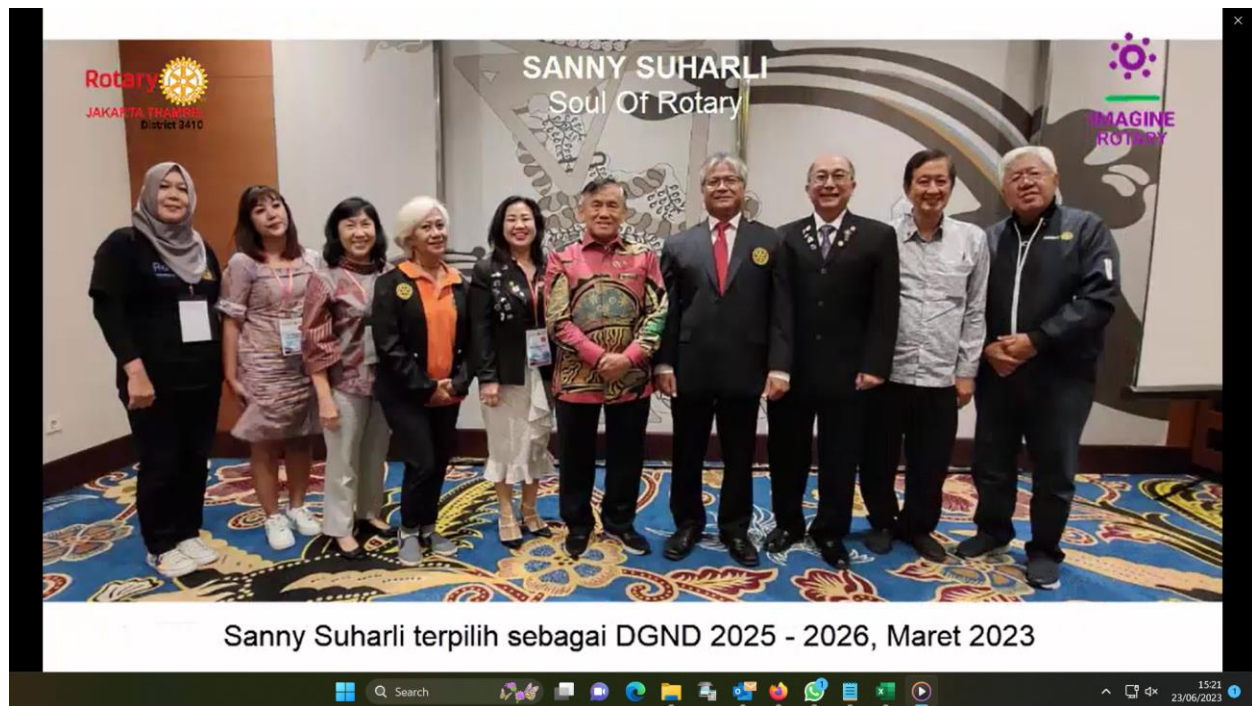 SANNY SUHARLI
Soul Of Rotary
Rotary
JAKARTA THAMRIN
District 3410
IMAGINE
ROTARY
Sanny Suharli terpilih sebagai DGND 2025 - 2026, Maret 2023
Search
15:21
23/06/2023